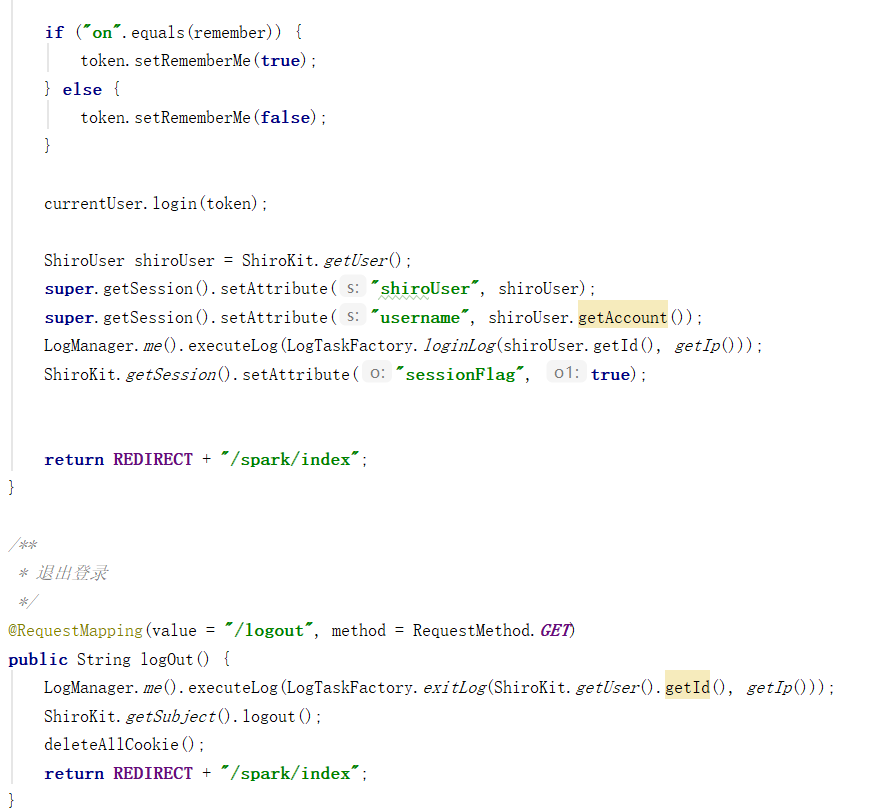 if ("on".equals(remember)) {
token.setRememberMe(true);
} else {
token.setRememberMe(false);
}
currentUser.login(token);
ShiroUser shiroUser = ShiroKit.getUser();
super.getSession().setAttribute( s: "shiroUser", shiroUser);
super.getSession().setAttribute( s: "username", shiroUser.getAccount());
LogManager.me().executeLog(LogTaskFactory.loginLog(shiroUser.getId(), getIp()));
ShiroKit.getSession().setAttribute( o: "sessionFlag", o1: true);
return REDIRECT + "/spark/index";
}
/**
* 退出登录
*/
@RequestMapping(value = "/logout", method = RequestMethod.GET)
public String logOut() {
LogManager.me().executeLog(LogTaskFactory.exitLog(ShiroKit.getUser().getId(), getIp()));
ShiroKit.getSubject().logout();
deleteAllCookie();
return REDIRECT + "/spark/index";
}